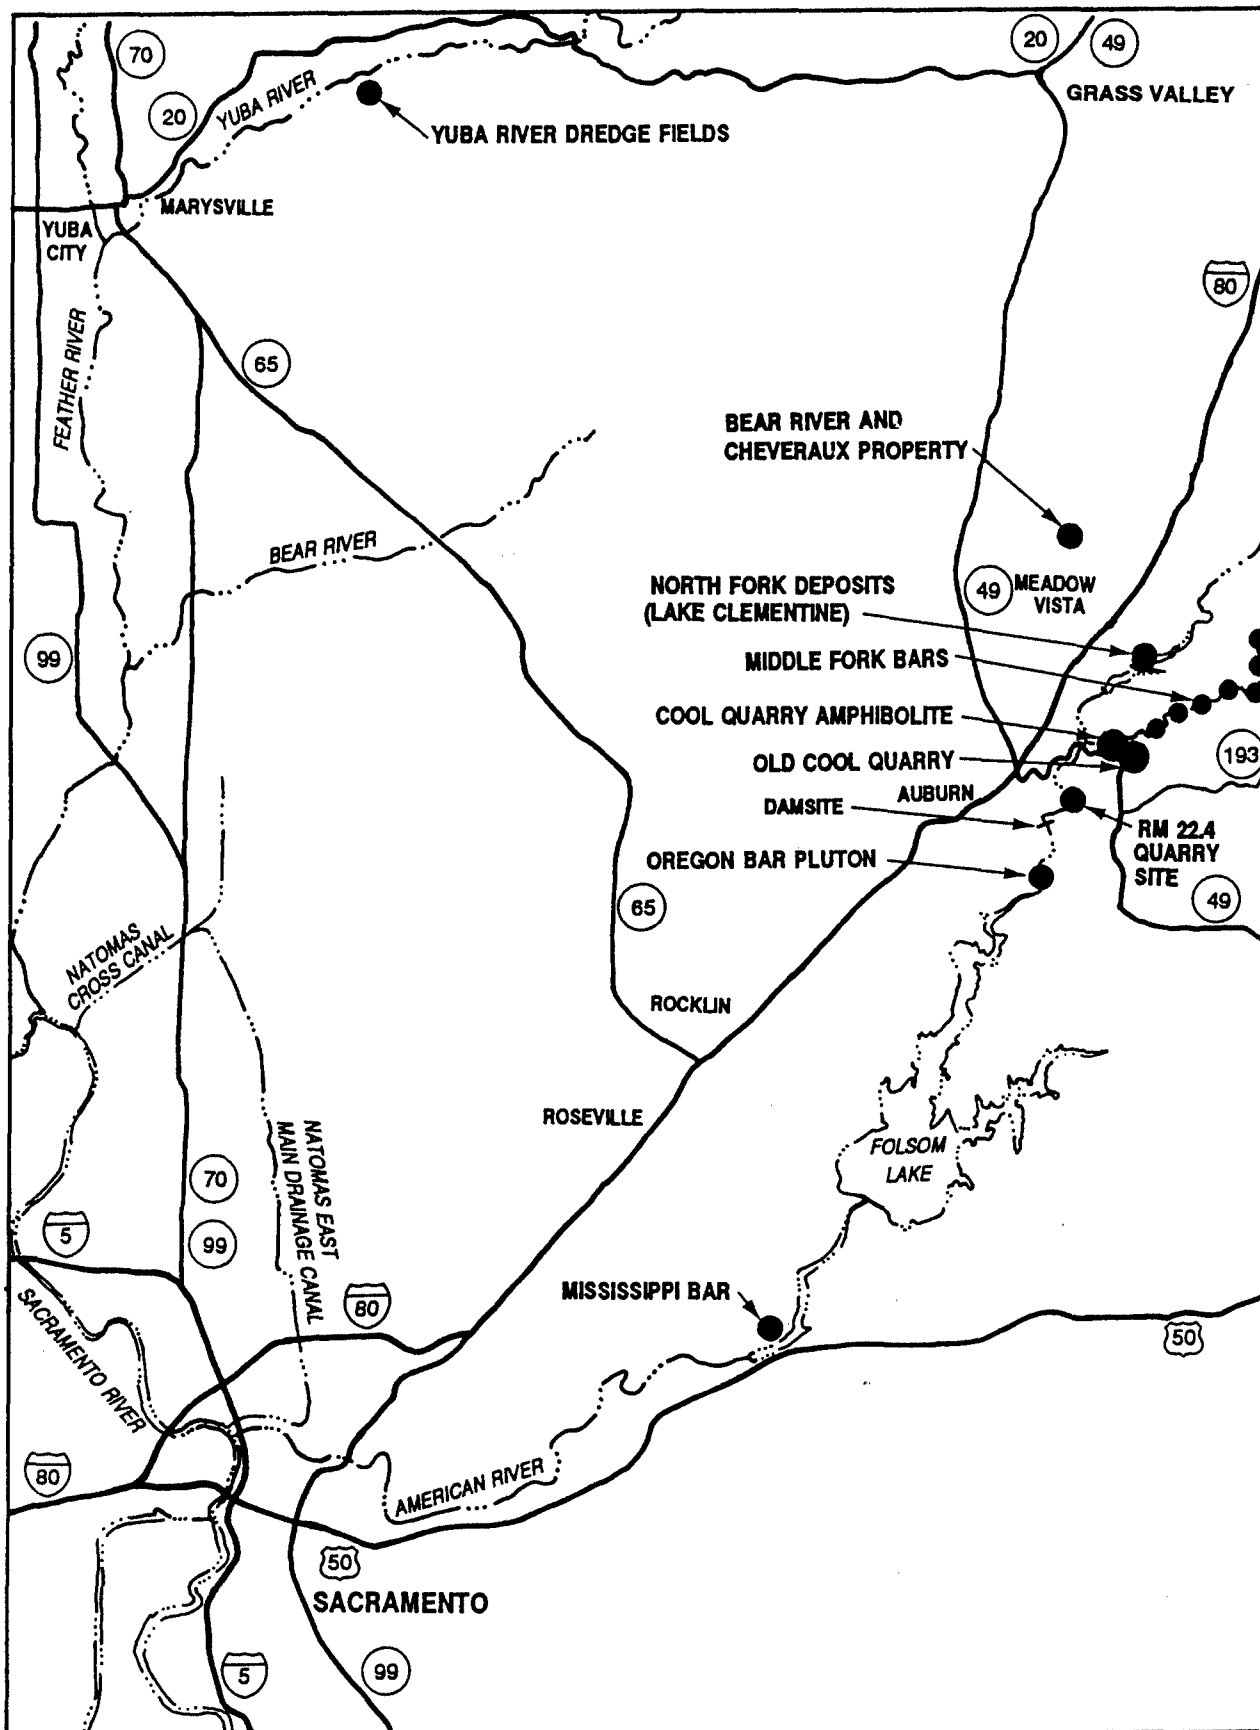 20
49
70
GRASS VALLEY
20
YUBA RIVER
YUBA RIVER DREDGE FIELDS
MARYSVILLE
YUBA
CITY
80
FEATHER RIVER
65
BEAR RIVER AND
CHEVERAUX PROPERTY
BEAR RIVER
NORTH FORK DEPOSITS
(LAKE CLEMENTINE)
49
MEADOW
VISTA
99
MIDDLE FORK BARS
COOL QUARRY AMPHIBOLITE
OLD COOL QUARRY
193
AUBURN
DAMSITE
RM 22.4
QUARRY
SITE
OREGON BAR PLUTON
49
65
NATOMAS
CROSS CANAL
ROCKLIN
ROSEVILLE
FOLSOM
LAKE
NATOMAS EAST
MAIN DRAINAGE CANAL
70
5
99
80
MISSISSIPPI BAR
SACRAMENTO RIVER
50
80
AMERICAN RIVER
50
SACRAMENTO
5
99